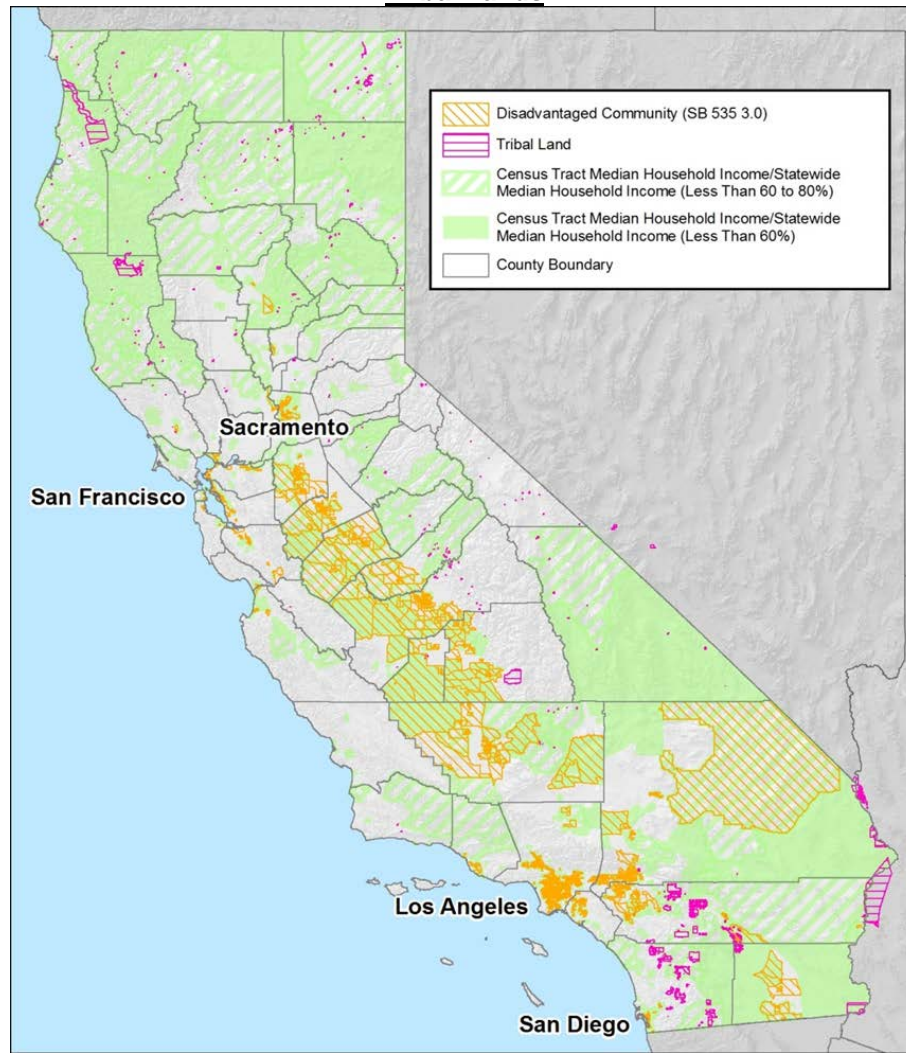 Disadvantaged Community (SB 535 3.0)
Tribal Land
Census Tract Median Household Income/Statewide
Median Household Income (Less Than 60 to 80%)
Census Tract Median Household Income/Statewide
Median Household Income (Less Than 60%)
County Boundary
Sacramento
San Francisco
Los Angeles
San Diego